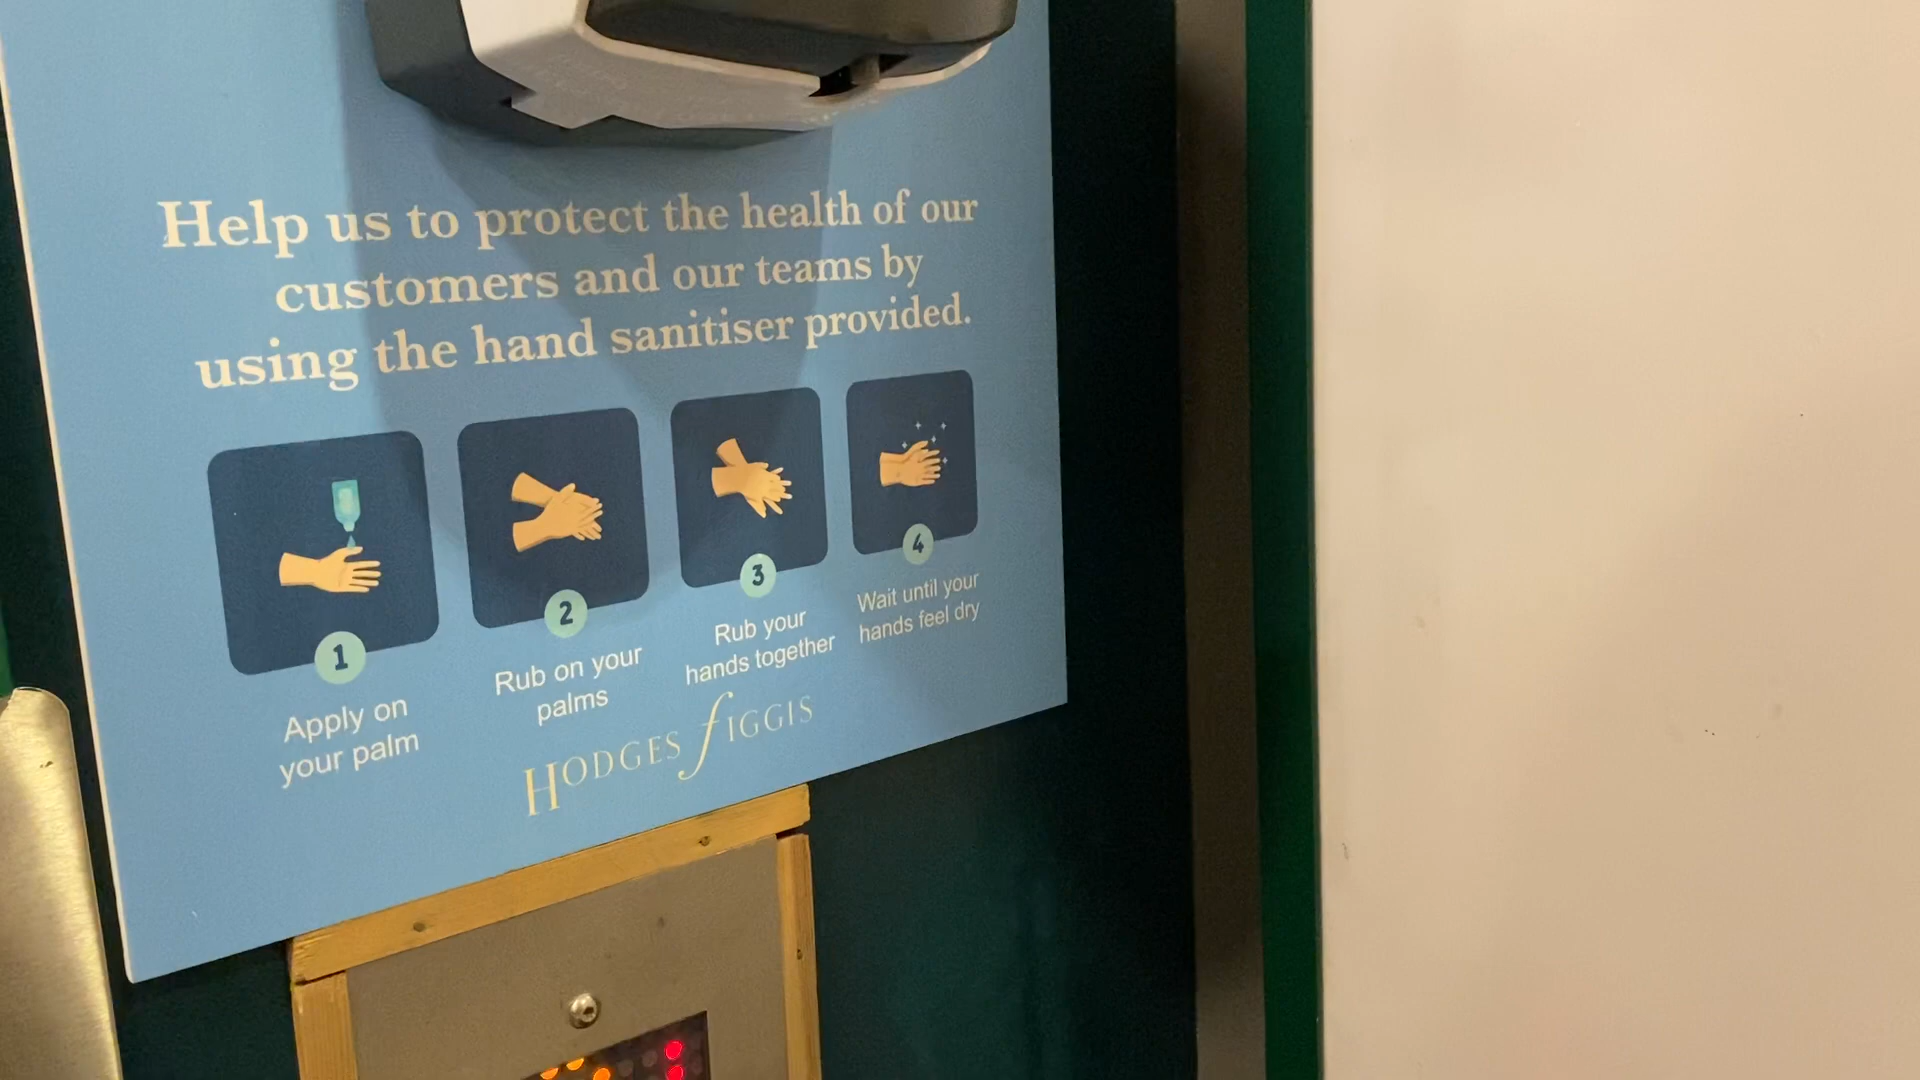 Help us to protect the health of our
customers and our teams by
using the hand sanitiser provided.
1
Apply on
your palm
2
Rub on your
palms
3
Rub your
hands together
4
Wait until your
hands feel dry
HODGES FIGGIS